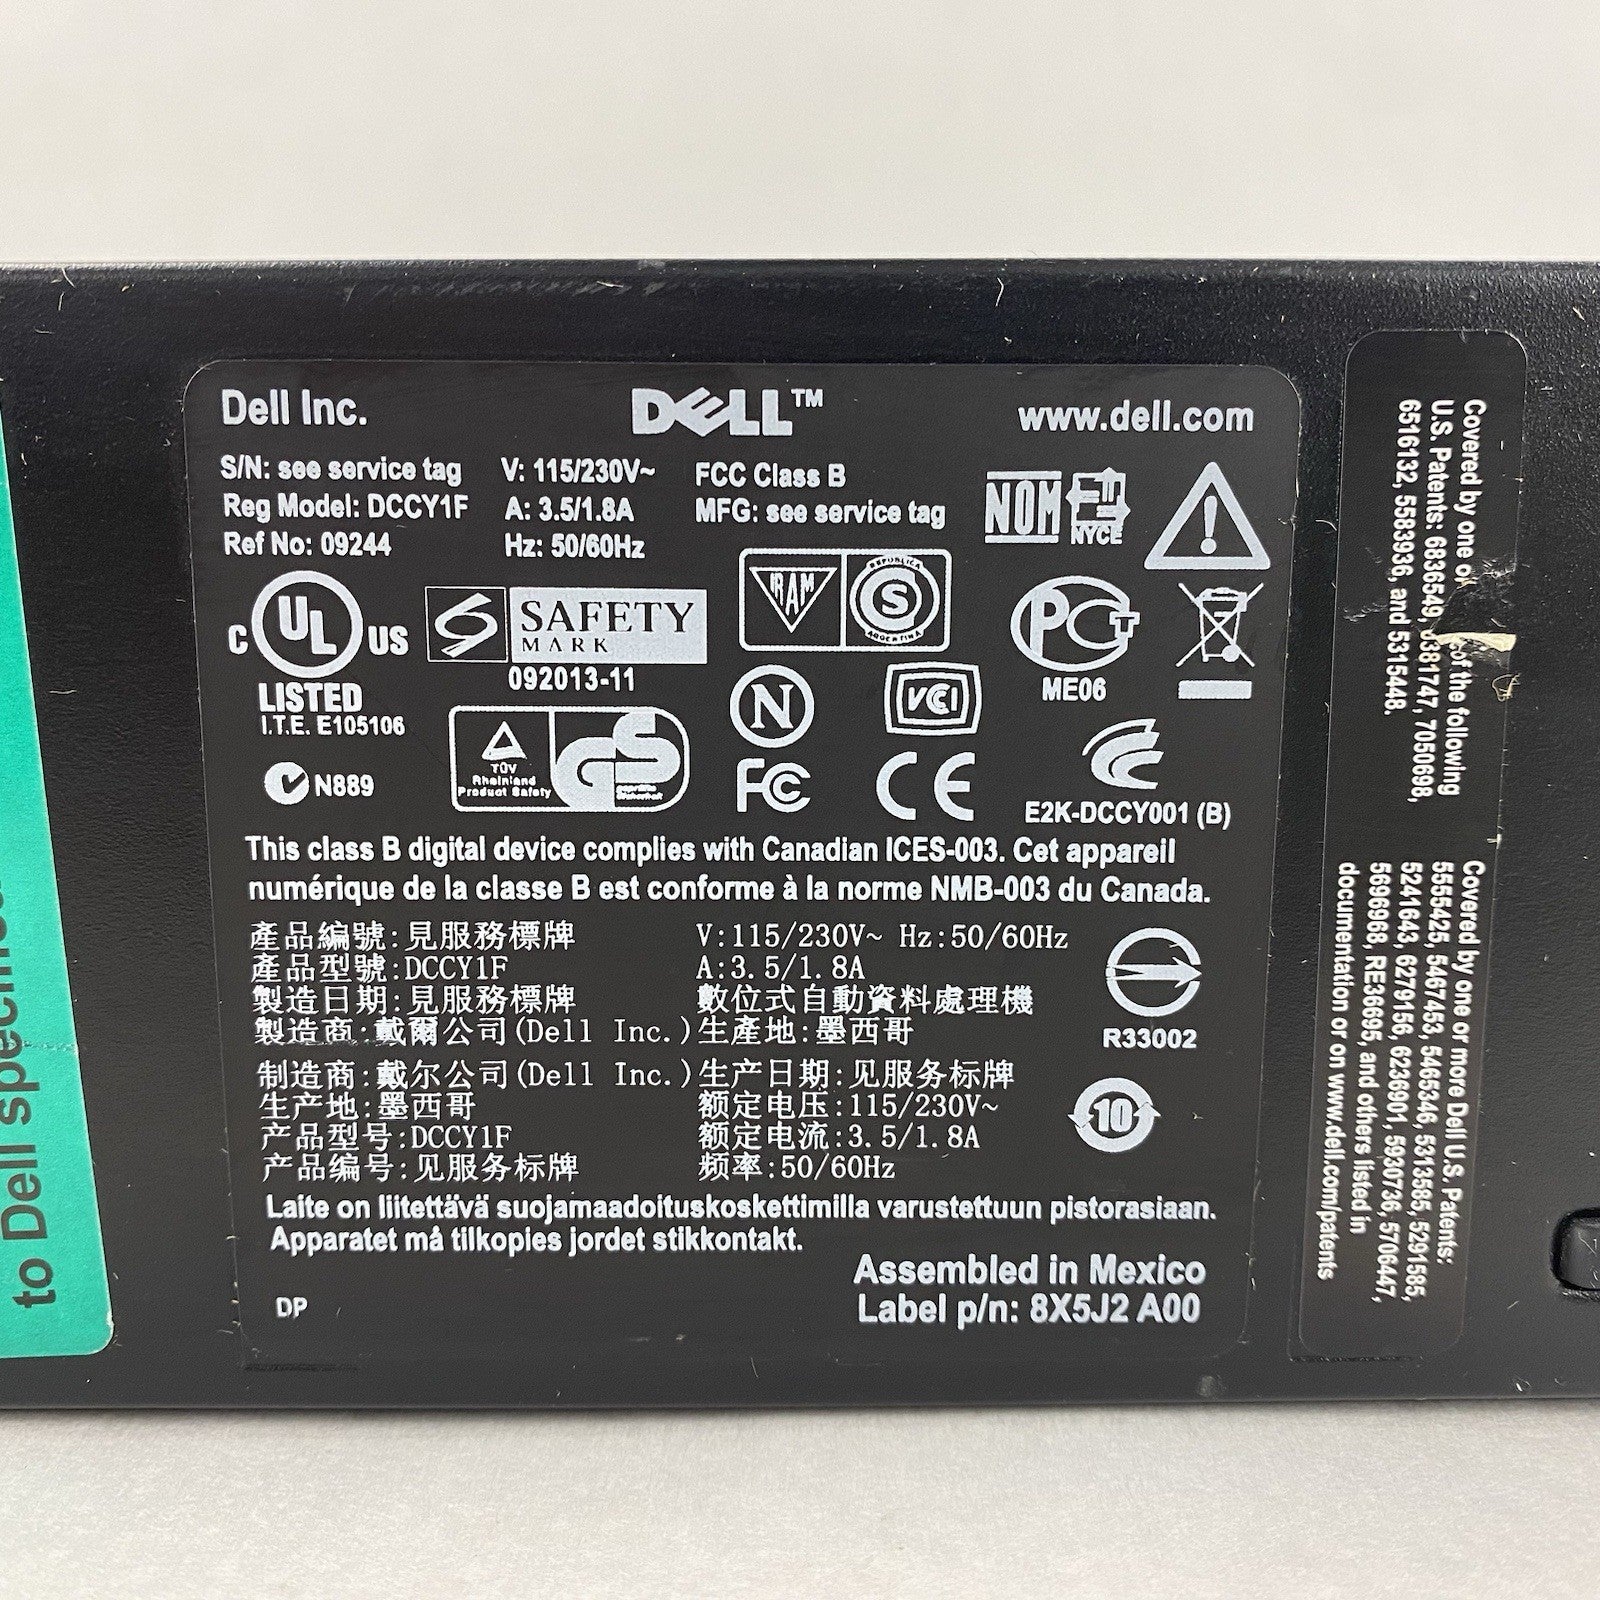 Dell Inc.
DELL™
www.dell.com
S/N: see service tag
Reg Model: DCCY1F
Ref No: 09244
V: 115/230V~
A: 3.5/1.8A
Hz: 50/60Hz
FCC Class B
MFG: see service tag
NOM
NYCE
C UL US
LISTED
I.T.E. E105106
SAFETY
MARK
092013-11
IRAM
REPUBLICA
S
ARGENTINA
PCT
ME06
N889
TÜV
Rheinland
Product Safety
GS
geprüfte
Sicherheit
N
VCI
FC
CE
E2K-DCCY001 (B)
This class B digital device complies with Canadian ICES-003. Cet appareil
numérique de la classe B est conforme à la norme NMB-003 du Canada.
產品編號:見服務標牌
產品型號:DCCY1F
製造日期:見服務標牌
製造商:戴爾公司(Dell Inc.)
V:115/230V~ Hz:50/60Hz
A:3.5/1.8A
數位式自動資料處理機
生產地:墨西哥
R33002
制造商:戴尔公司(Dell Inc.)
生产地:墨西哥
产品型号:DCCY1F
产品编号:见服务标牌
生产日期:见服务标牌
额定电压:115/230V~
额定电流:3.5/1.8A
频率:50/60Hz
10
Laite on liitettävä suojamaadoituskoskettimilla varustettuun pistorasiaan.
Apparatet må tilkopies jordet stikkontakt.
DP
Assembled in Mexico
Label p/n: 8X5J2 A00
Covered by one of the following
U.S. Patents: 6836549, 6381747, 7050698,
6516132, 5583936, and 5315448.
Covered by one or more Dell U.S. Patents:
5555425, 5467453, 5465346, 5313585, 5291585,
5241643, 6279156, 6236901, 5930736, 5706447,
5696968, RE36695, and others listed in
documentation or on www.dell.com/patents
to Dell